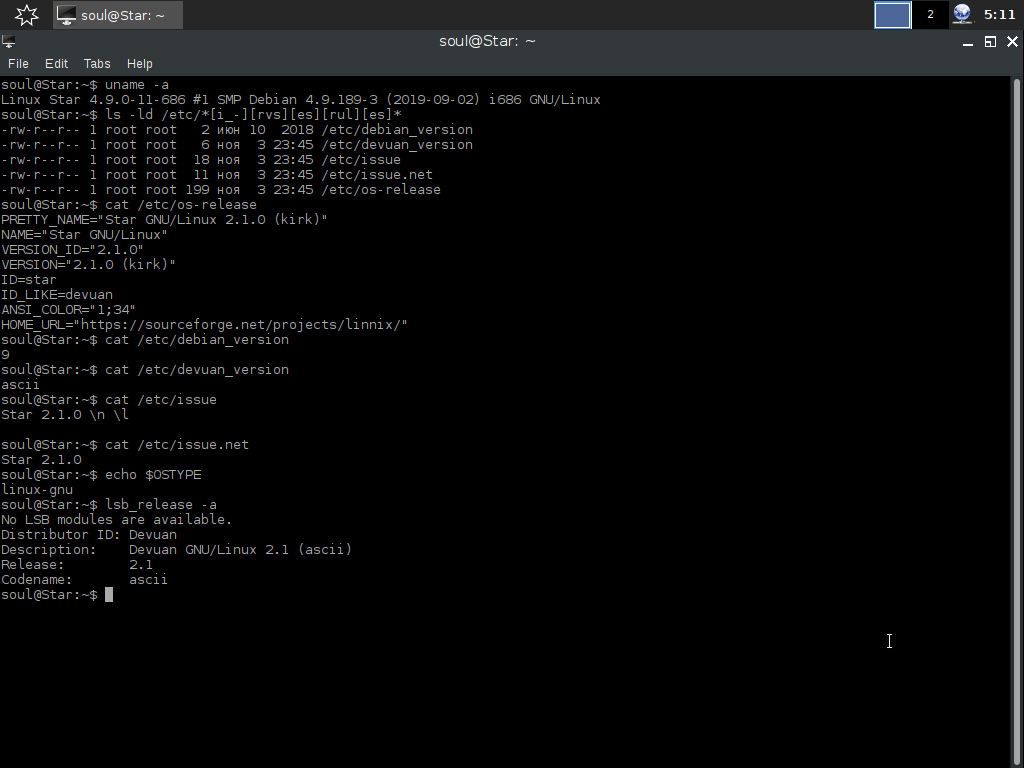 soul@Star: ~
2
5:11
soul@Star: ~
File Edit Tabs Help
soul@Star:~$ uname -a
Linux Star 4.9.0-11-686 #1 SMP Debian 4.9.189-3 (2019-09-02) i686 GNU/Linux
soul@Star:~$ ls -ld /etc/*[i_-][rvs][es][rul][es]*
-rw-r--r-- 1 root root   2 июн 10  2018 /etc/debian_version
-rw-r--r-- 1 root root   6 ноя  3 23:45 /etc/devuan_version
-rw-r--r-- 1 root root  18 ноя  3 23:45 /etc/issue
-rw-r--r-- 1 root root  11 ноя  3 23:45 /etc/issue.net
-rw-r--r-- 1 root root 199 ноя  3 23:45 /etc/os-release
soul@Star:~$ cat /etc/os-release
PRETTY_NAME="Star GNU/Linux 2.1.0 (kirk)"
NAME="Star GNU/Linux"
VERSION_ID="2.1.0"
VERSION="2.1.0 (kirk)"
ID=star
ID_LIKE=devuan
ANSI_COLOR="1;34"
HOME_URL="https://sourceforge.net/projects/linnix/"
soul@Star:~$ cat /etc/debian_version
9
soul@Star:~$ cat /etc/devuan_version
ascii
soul@Star:~$ cat /etc/issue
Star 2.1.0 \n \l
soul@Star:~$ cat /etc/issue.net
Star 2.1.0
soul@Star:~$ echo $OSTYPE
linux-gnu
soul@Star:~$ lsb_release -a
No LSB modules are available.
Distributor ID: Devuan
Description:    Devuan GNU/Linux 2.1 (ascii)
Release:        2.1
Codename:       ascii
soul@Star:~$